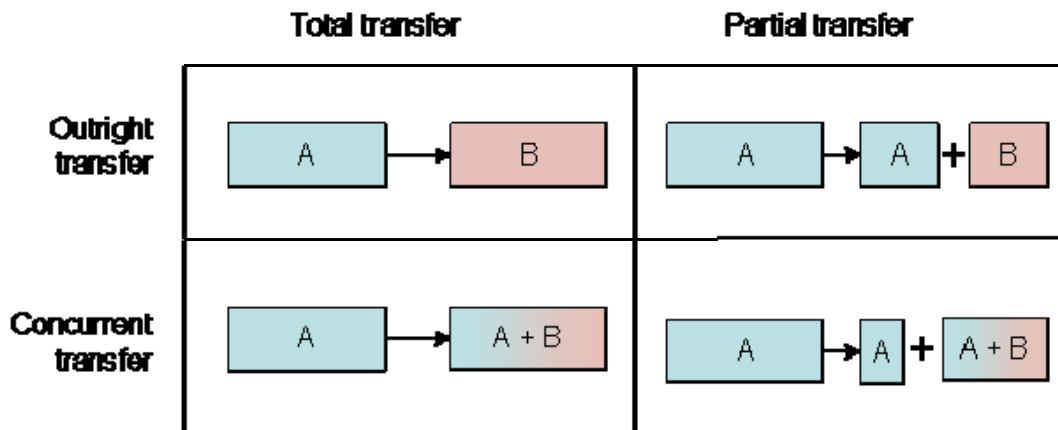 Total transfer Partial transfer
Outright
transfer
A B A A + B
Concurrent
transfer
A A + B A A + A + B